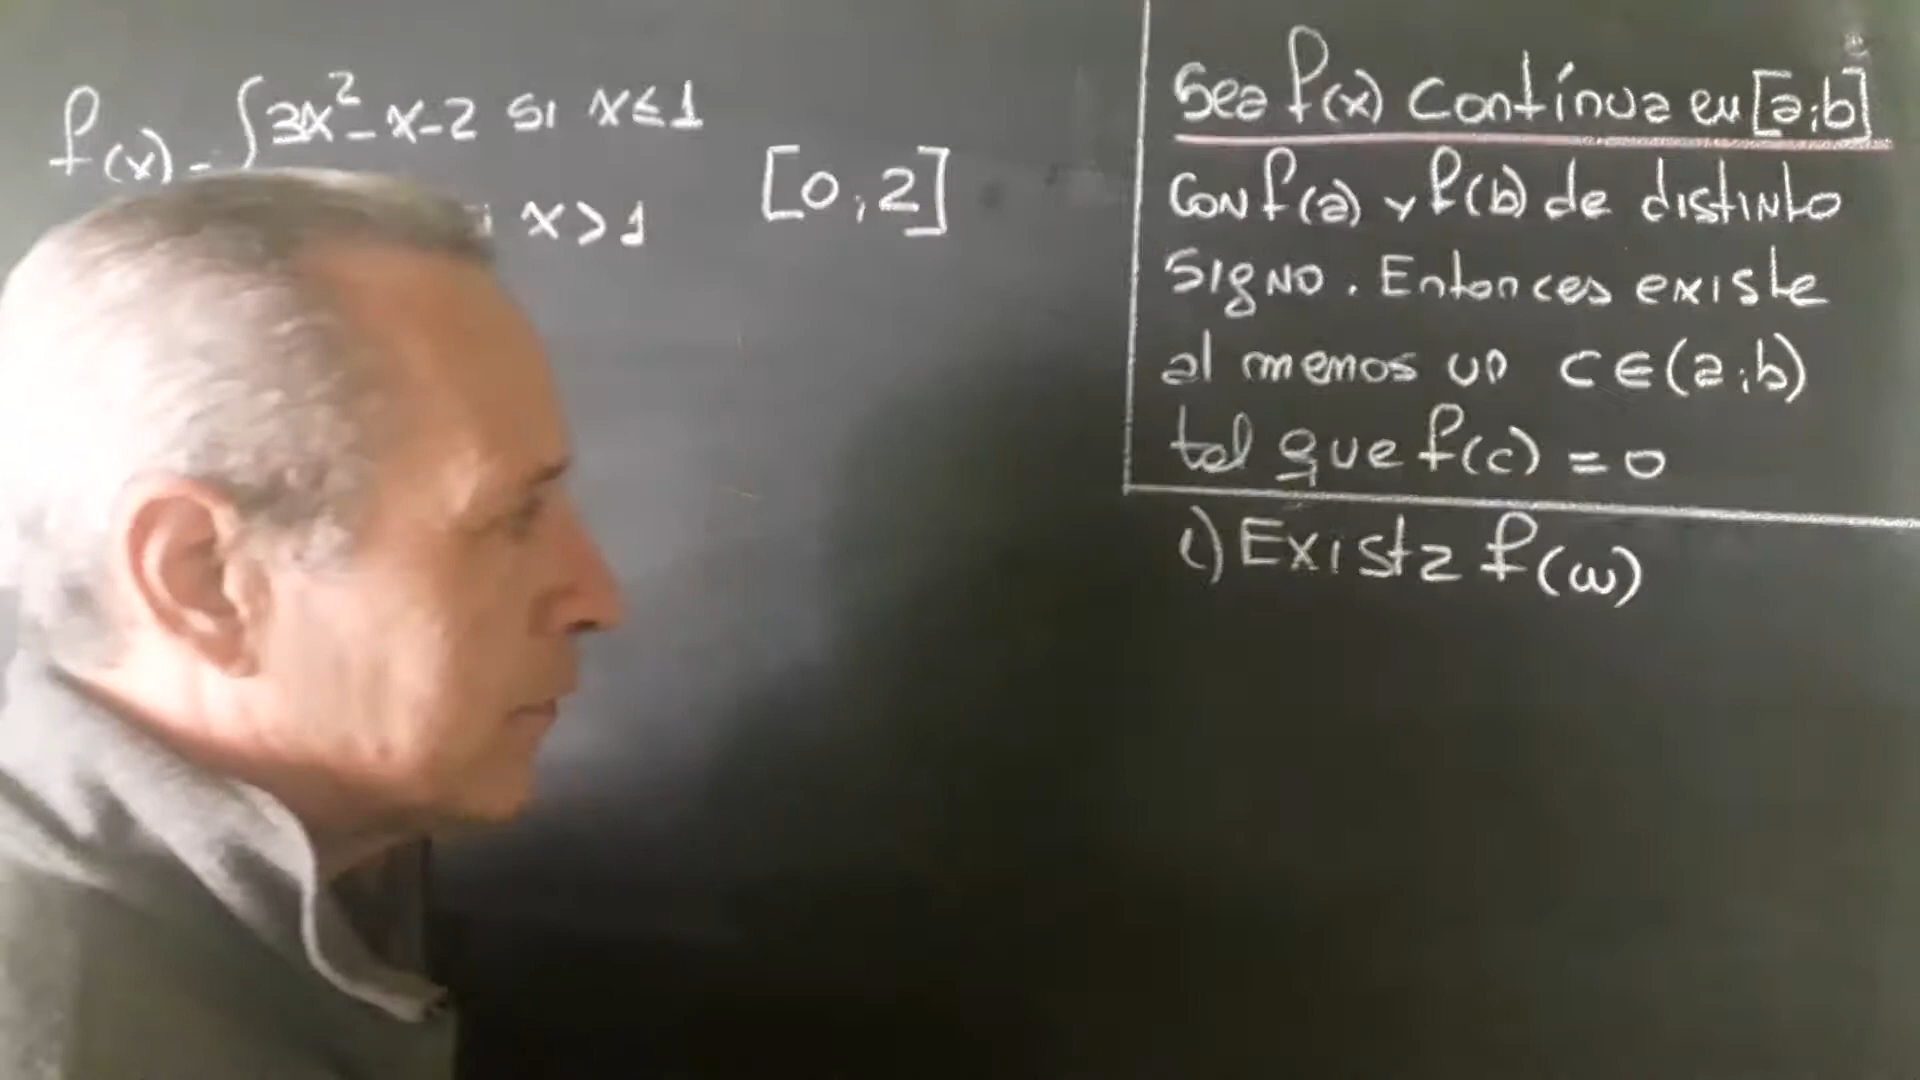 f(x) = { 3x² - x - 2 si x ≤ 1
x > 1
[0;2]
Sea f(x) Contínua en [a;b]
Con f(a) y f(b) de distinto
signo. Entonces existe
al menos un c ∈ (a;b)
tal que f(c) = 0
1) Exista f(ω)